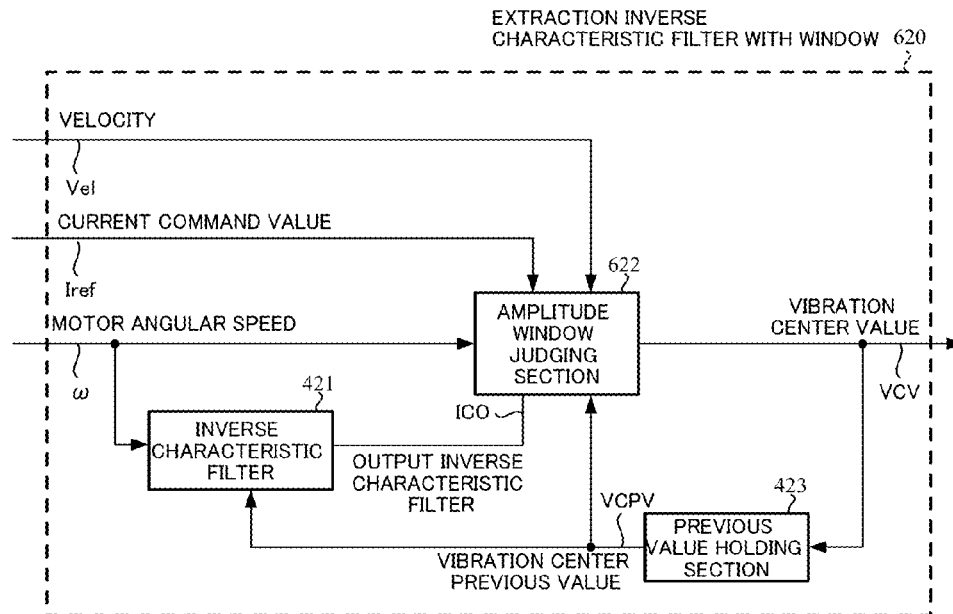 EXTRACTION INVERSE
CHARACTERISTIC FILTER WITH WINDOW 620
VELOCITY
Vel
CURRENT COMMAND VALUE
Iref
622
MOTOR ANGULAR SPEED
ω
AMPLITUDE
WINDOW
JUDGING
SECTION
VIBRATION
CENTER VALUE
VCV
421
INVERSE
CHARACTERISTIC
FILTER
ICO
OUTPUT INVERSE
CHARACTERISTIC
FILTER
VCPV
423
PREVIOUS
VALUE HOLDING
SECTION
VIBRATION CENTER
PREVIOUS VALUE